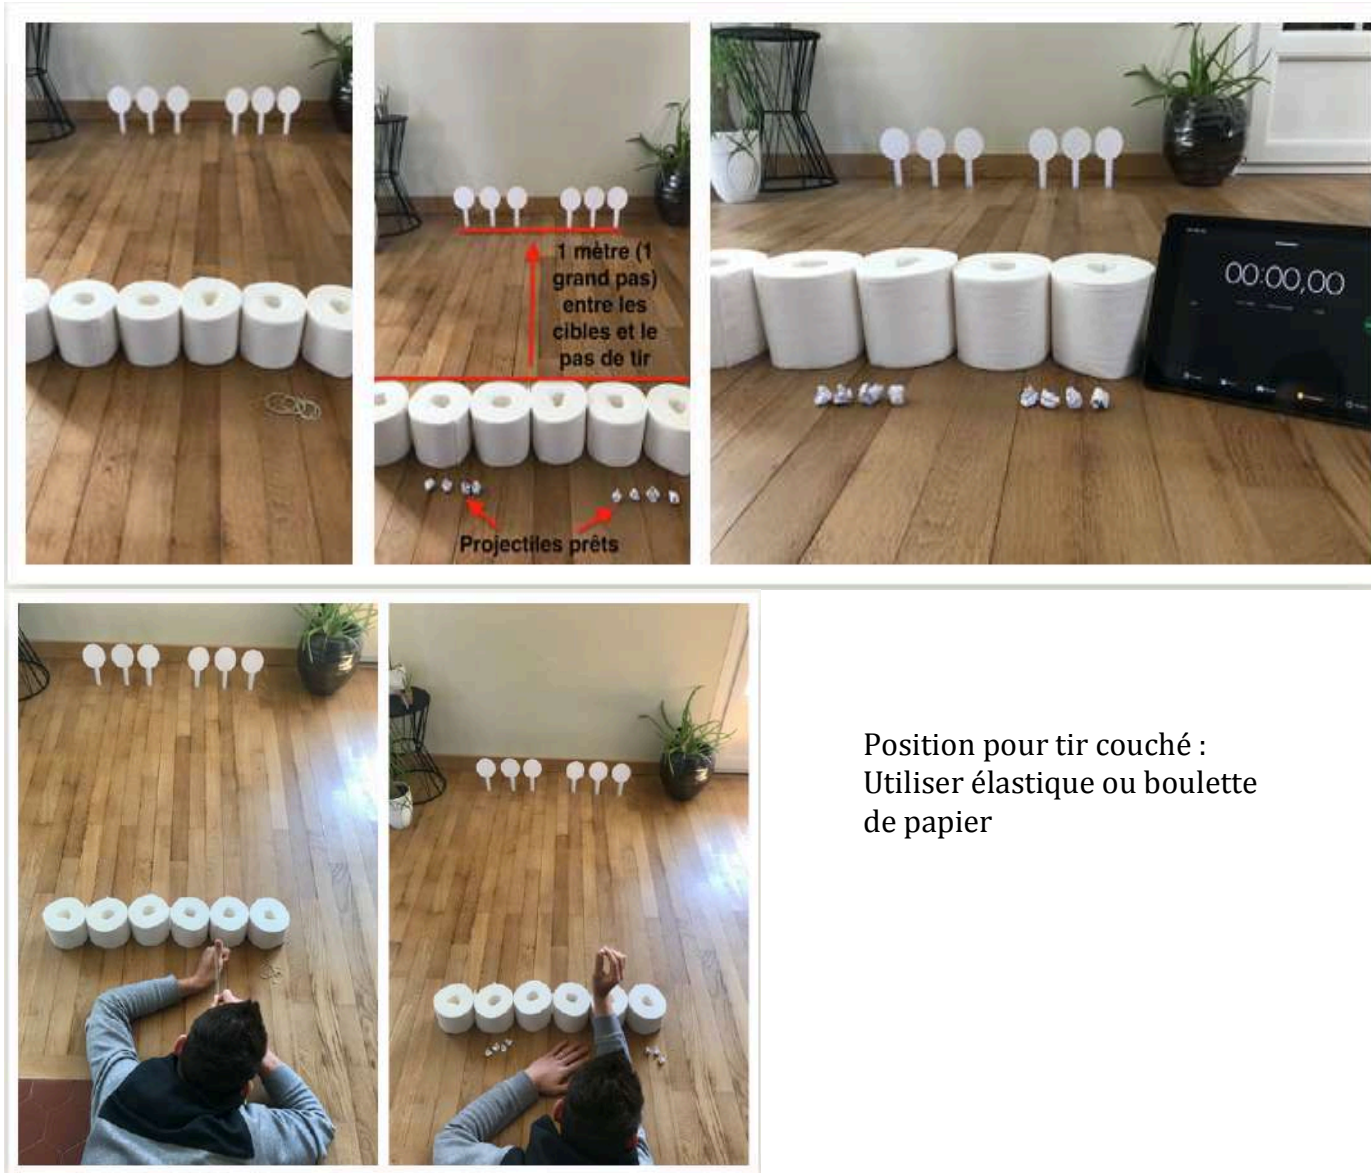 1 mètre (1
grand pas)
entre les
cibles et le
pas de tir
Projectiles prêts
00:00,00
Position pour tir couché :
Utiliser élastique ou boulette
de papier